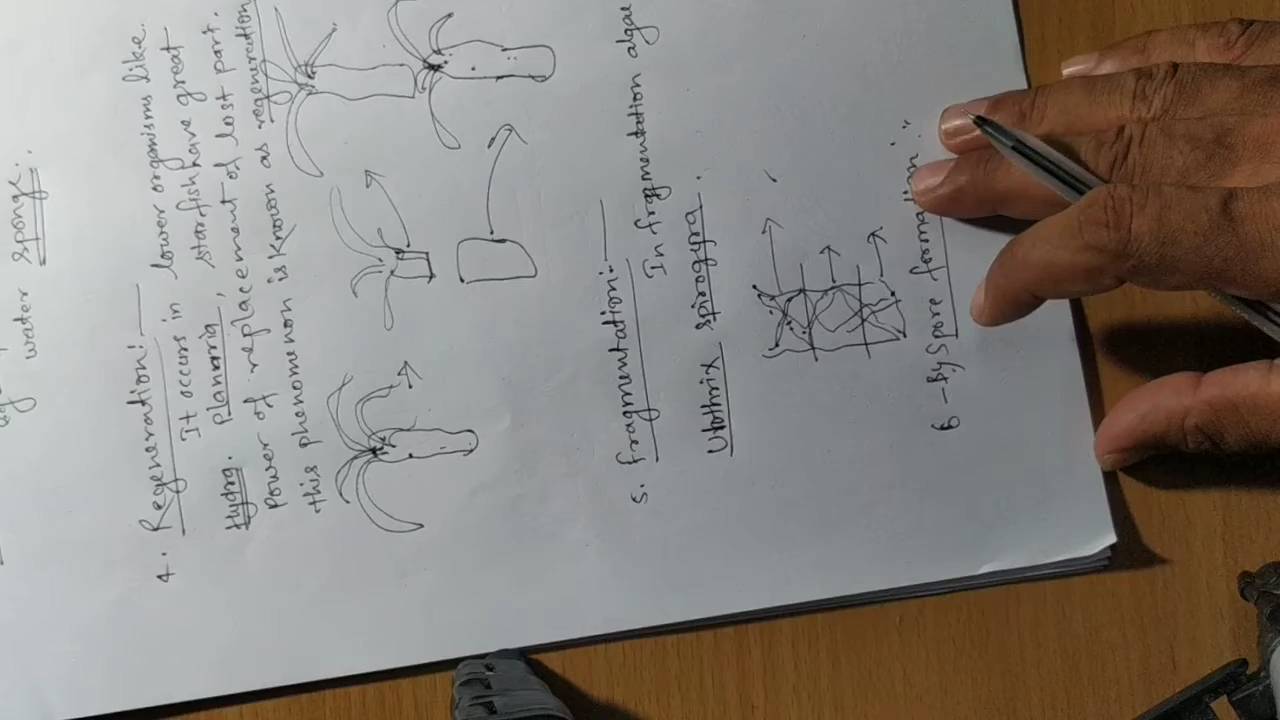 water sponge.
4. Regeneration:—
It occurs in lower organisms like.
Hydra. Planaria, starfish have great
Power of replacement of lost part.
this phenomenon is known as regeneration
5. fragmentation:—
In fragmentation algae
Ulothrix spirogyra.
6 - By Spore formation: